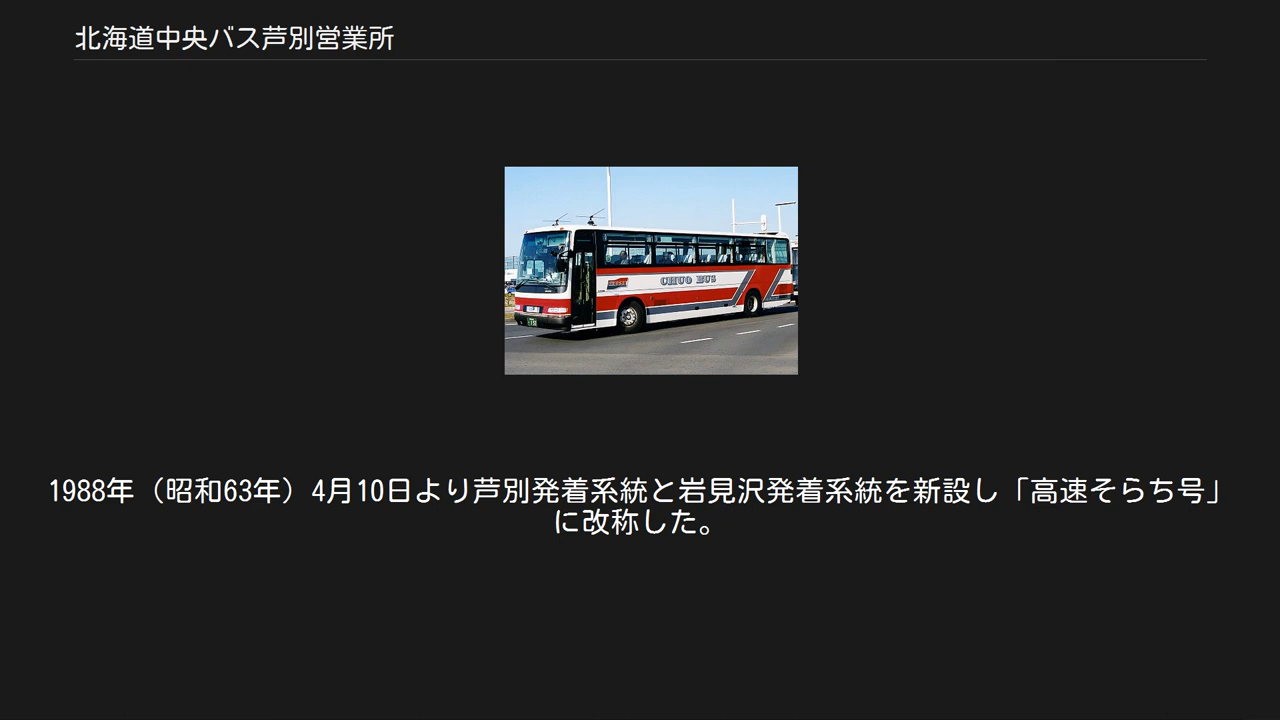 北海道中央バス芦別営業所
CHUO BUS
1988年（昭和63年）4月10日より芦別発着系統と岩見沢発着系統を新設し「高速そらち号」
に改称した。